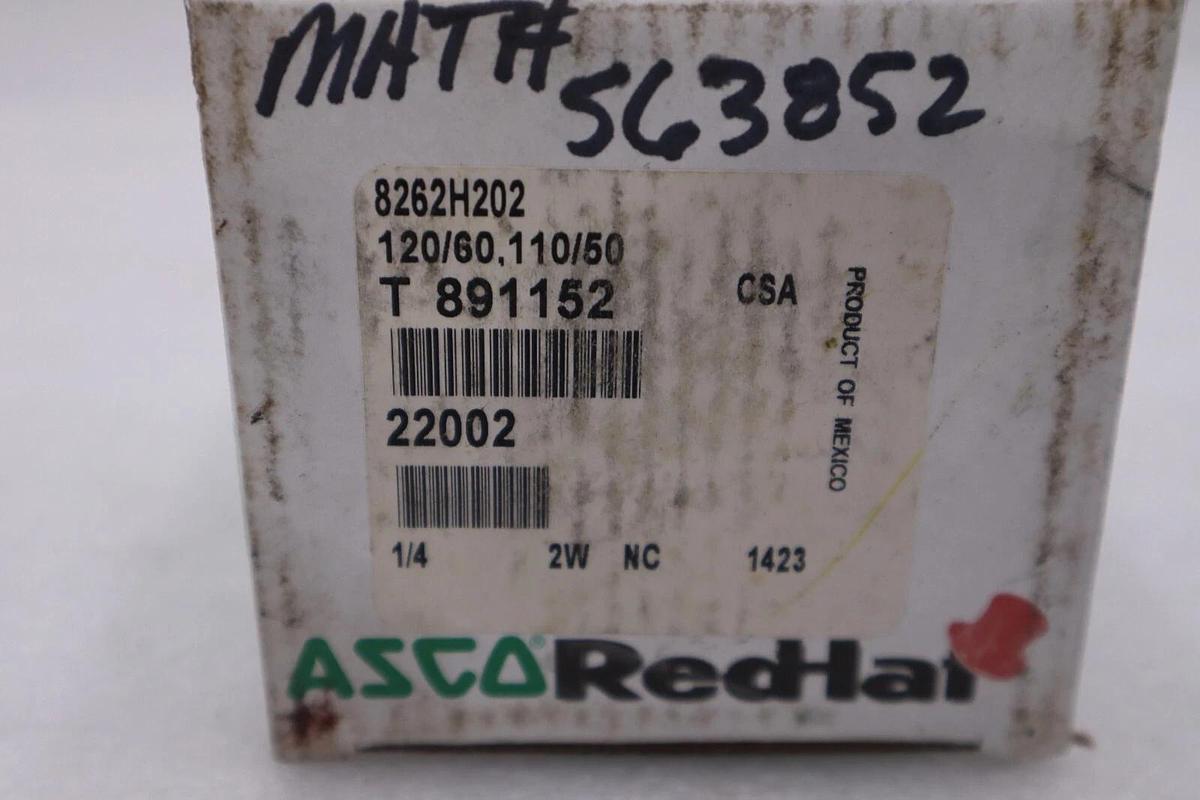 MATH 563852
8262H202
120/60,110/50
T 891152
CSA
PRODUCT OF MEXICO
22002
1/4 2W NC 1423
ASCO® RedHat